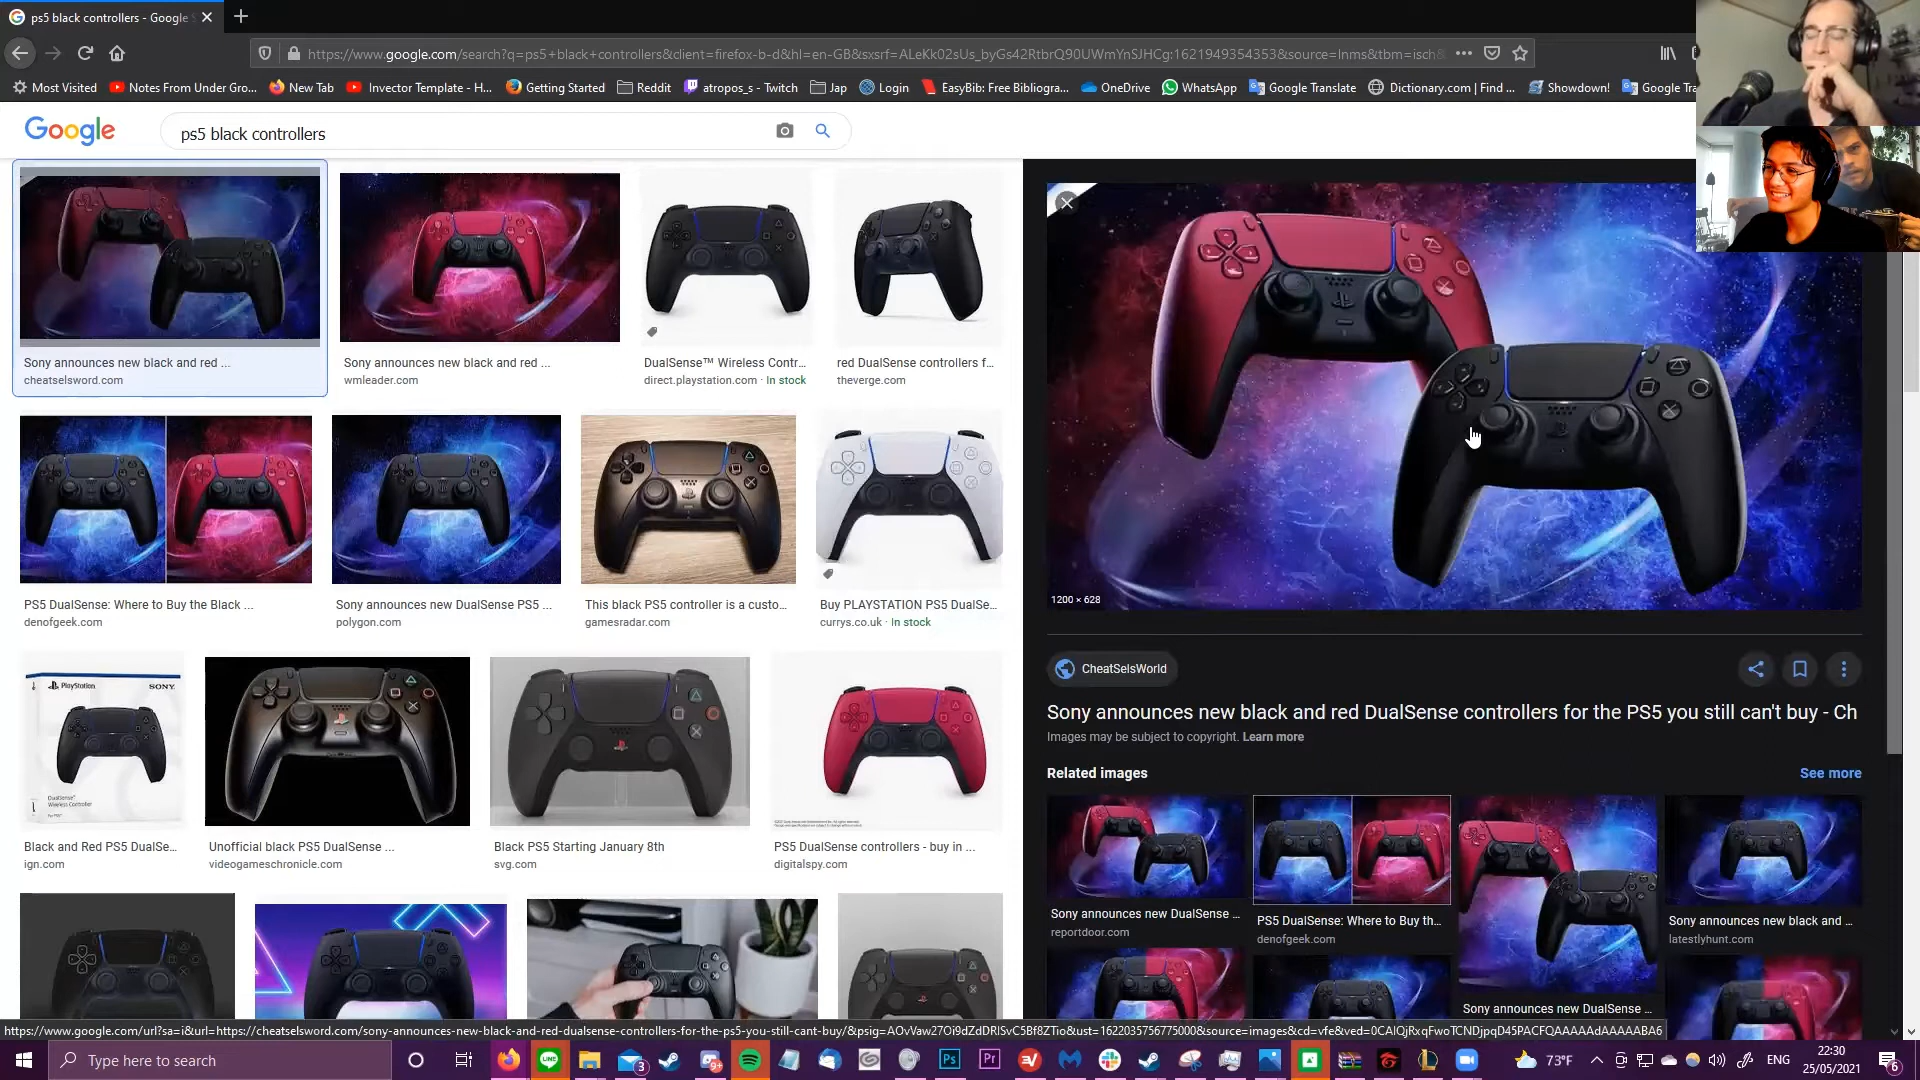 ps5 black controllers - Google S
https://www.google.com/search?q=ps5+black+controllers&client=firefox-b-d&hl=en-GB&sxsrf=ALeKk02sUs_byGs42RtbrQ90UWmYnSJHCg:1621949354353&source=lnms&tbm=isch&
Most Visited
Notes From Under Gro...
New Tab
Invector Template - H...
Getting Started
Reddit
atropos_s - Twitch
Jap
Login
EasyBib: Free Bibliogra...
OneDrive
WhatsApp
Google Translate
Dictionary.com | Find ...
Showdown!
Google Tra
Google
ps5 black controllers
Sony announces new black and red ...
cheatselsword.com
Sony announces new black and red ...
wmleader.com
DualSense™ Wireless Contr...
direct.playstation.com · In stock
red DualSense controllers f...
theverge.com
PS5 DualSense: Where to Buy the Black ...
denofgeek.com
Sony announces new DualSense PS5 ...
polygon.com
This black PS5 controller is a custo...
gamesradar.com
Buy PLAYSTATION PS5 DualSe...
currys.co.uk · In stock
PlayStation
SONY
DualSense
Wireless Controller
Black and Red PS5 DualSe...
ign.com
Unofficial black PS5 DualSense ...
videogameschronicle.com
Black PS5 Starting January 8th
svg.com
PS5 DualSense controllers - buy in ...
digitalspy.com
1200 × 628
CheatSelsWorld
Sony announces new black and red DualSense controllers for the PS5 you still can't buy - Ch
Images may be subject to copyright. Learn more
Related images
See more
Sony announces new DualSense ...
reportdoor.com
PS5 DualSense: Where to Buy th...
denofgeek.com
Sony announces new DualSense ...
Sony announces new black and ...
latestlyhunt.com
https://www.google.com/url?sa=i&url=https://cheatselsword.com/sony-announces-new-black-and-red-dualsense-controllers-for-the-ps5-you-still-cant-buy/&psig=AOvVaw27Oi9dZdDRISvC5Bf8ZTio&ust=1622035756775000&source=images&cd=vfe&ved=0CAIQjRxqFwoTCNDjpqD45PACFQAAAAAdAAAAABA6
Type here to search
3
9+
73°F
ENG
22:30
25/05/2021
6